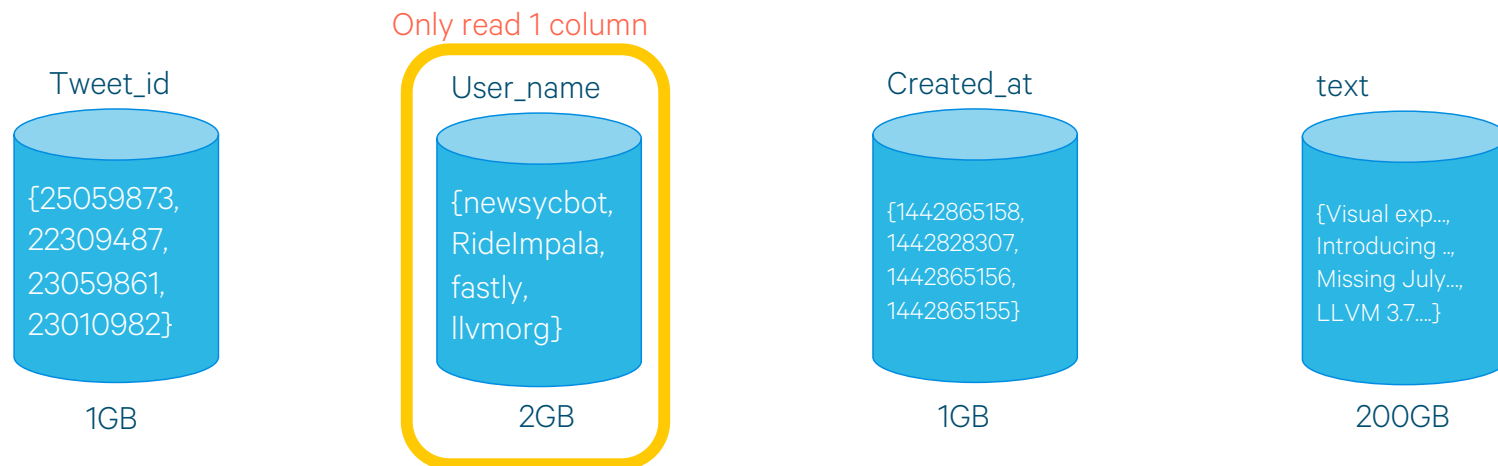 Only read 1 column
Tweet_id
{25059873,
22309487,
23059861,
23010982}
1GB
User_name
{newsycbot,
RideImpala,
fastly,
llvmorg}
2GB
Created_at
{1442865158,
1442828307,
1442865156,
1442865155}
1GB
text
{Visual exp...,
Introducing ..,
Missing July...,
LLVM 3.7....}
200GB